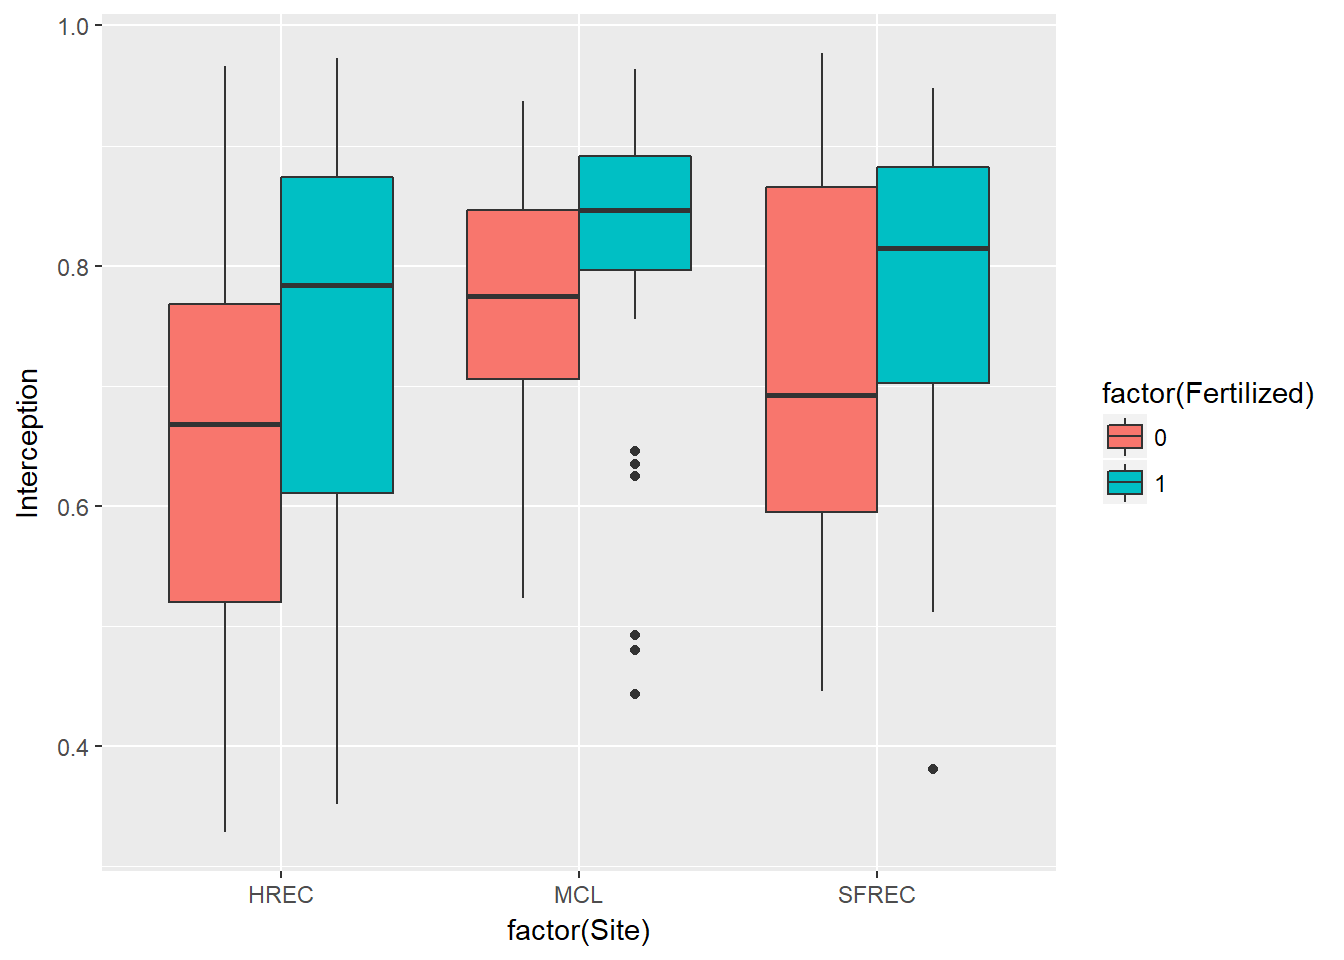 1.0
0.8
0.6
0.4
Interception
HREC
MCL
SFREC
factor(Site)
factor(Fertilized)
0
1